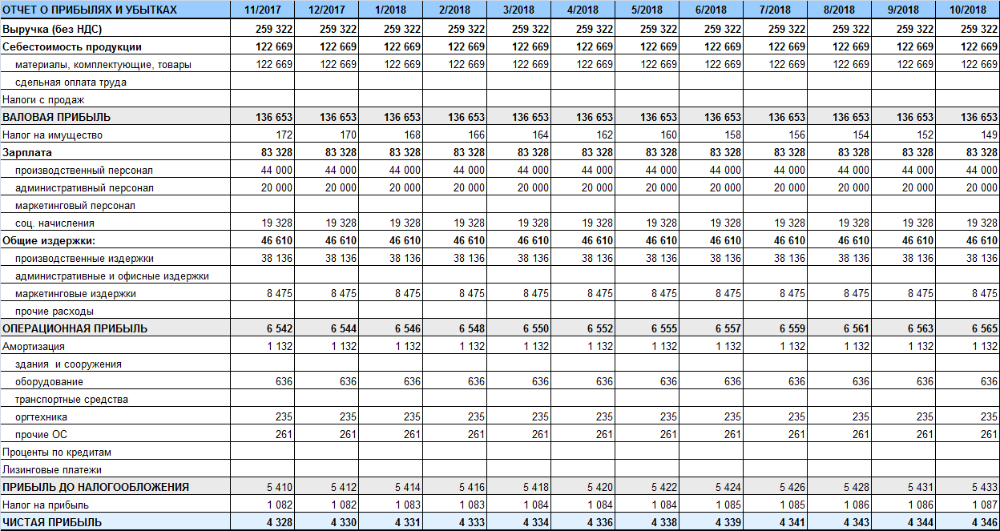 ОТЧЕТ О ПРИБЫЛЯХ И УБЫТКАХ 11/2017 12/2017 1/2018 2/2018 3/2018 4/2018 5/2018 6/2018 7/2018 8/2018 9/2018 10/2018
Выручка (без НДС) 259 322 259 322 259 322 259 322 259 322 259 322 259 322 259 322 259 322 259 322 259 322 259 322
Себестоимость продукции 122 669 122 669 122 669 122 669 122 669 122 669 122 669 122 669 122 669 122 669 122 669 122 669
материалы, комплектующие, товары 122 669 122 669 122 669 122 669 122 669 122 669 122 669 122 669 122 669 122 669 122 669 122 669
сдельная оплата труда
Налоги с продаж
ВАЛОВАЯ ПРИБЫЛЬ 136 653 136 653 136 653 136 653 136 653 136 653 136 653 136 653 136 653 136 653 136 653 136 653
Налог на имущество 172 170 168 166 164 162 160 158 156 154 152 149
Зарплата 83 328 83 328 83 328 83 328 83 328 83 328 83 328 83 328 83 328 83 328 83 328 83 328
производственный персонал 44 000 44 000 44 000 44 000 44 000 44 000 44 000 44 000 44 000 44 000 44 000 44 000
административный персонал 20 000 20 000 20 000 20 000 20 000 20 000 20 000 20 000 20 000 20 000 20 000 20 000
маркетинговый персонал
соц. начисления 19 328 19 328 19 328 19 328 19 328 19 328 19 328 19 328 19 328 19 328 19 328 19 328
Общие издержки: 46 610 46 610 46 610 46 610 46 610 46 610 46 610 46 610 46 610 46 610 46 610 46 610
производственные издержки 38 136 38 136 38 136 38 136 38 136 38 136 38 136 38 136 38 136 38 136 38 136 38 136
административные и офисные издержки
маркетинговые издержки 8 475 8 475 8 475 8 475 8 475 8 475 8 475 8 475 8 475 8 475 8 475 8 475
прочие расходы
ОПЕРАЦИОННАЯ ПРИБЫЛЬ 6 542 6 544 6 546 6 548 6 550 6 552 6 555 6 557 6 559 6 561 6 563 6 565
Амортизация 1 132 1 132 1 132 1 132 1 132 1 132 1 132 1 132 1 132 1 132 1 132 1 132
здания и сооружения
оборудование 636 636 636 636 636 636 636 636 636 636 636 636
транспортные средства
оргтехника 235 235 235 235 235 235 235 235 235 235 235 235
прочие ОС 261 261 261 261 261 261 261 261 261 261 261 261
Проценты по кредитам
Лизинговые платежи
ПРИБЫЛЬ ДО НАЛОГООБЛОЖЕНИЯ 5 410 5 412 5 414 5 416 5 418 5 420 5 422 5 424 5 426 5 428 5 431 5 433
Налог на прибыль 1 082 1 082 1 083 1 083 1 084 1 084 1 084 1 085 1 085 1 086 1 086 1 087
ЧИСТАЯ ПРИБЫЛЬ 4 328 4 330 4 331 4 333 4 334 4 336 4 338 4 339 4 341 4 343 4 344 4 346